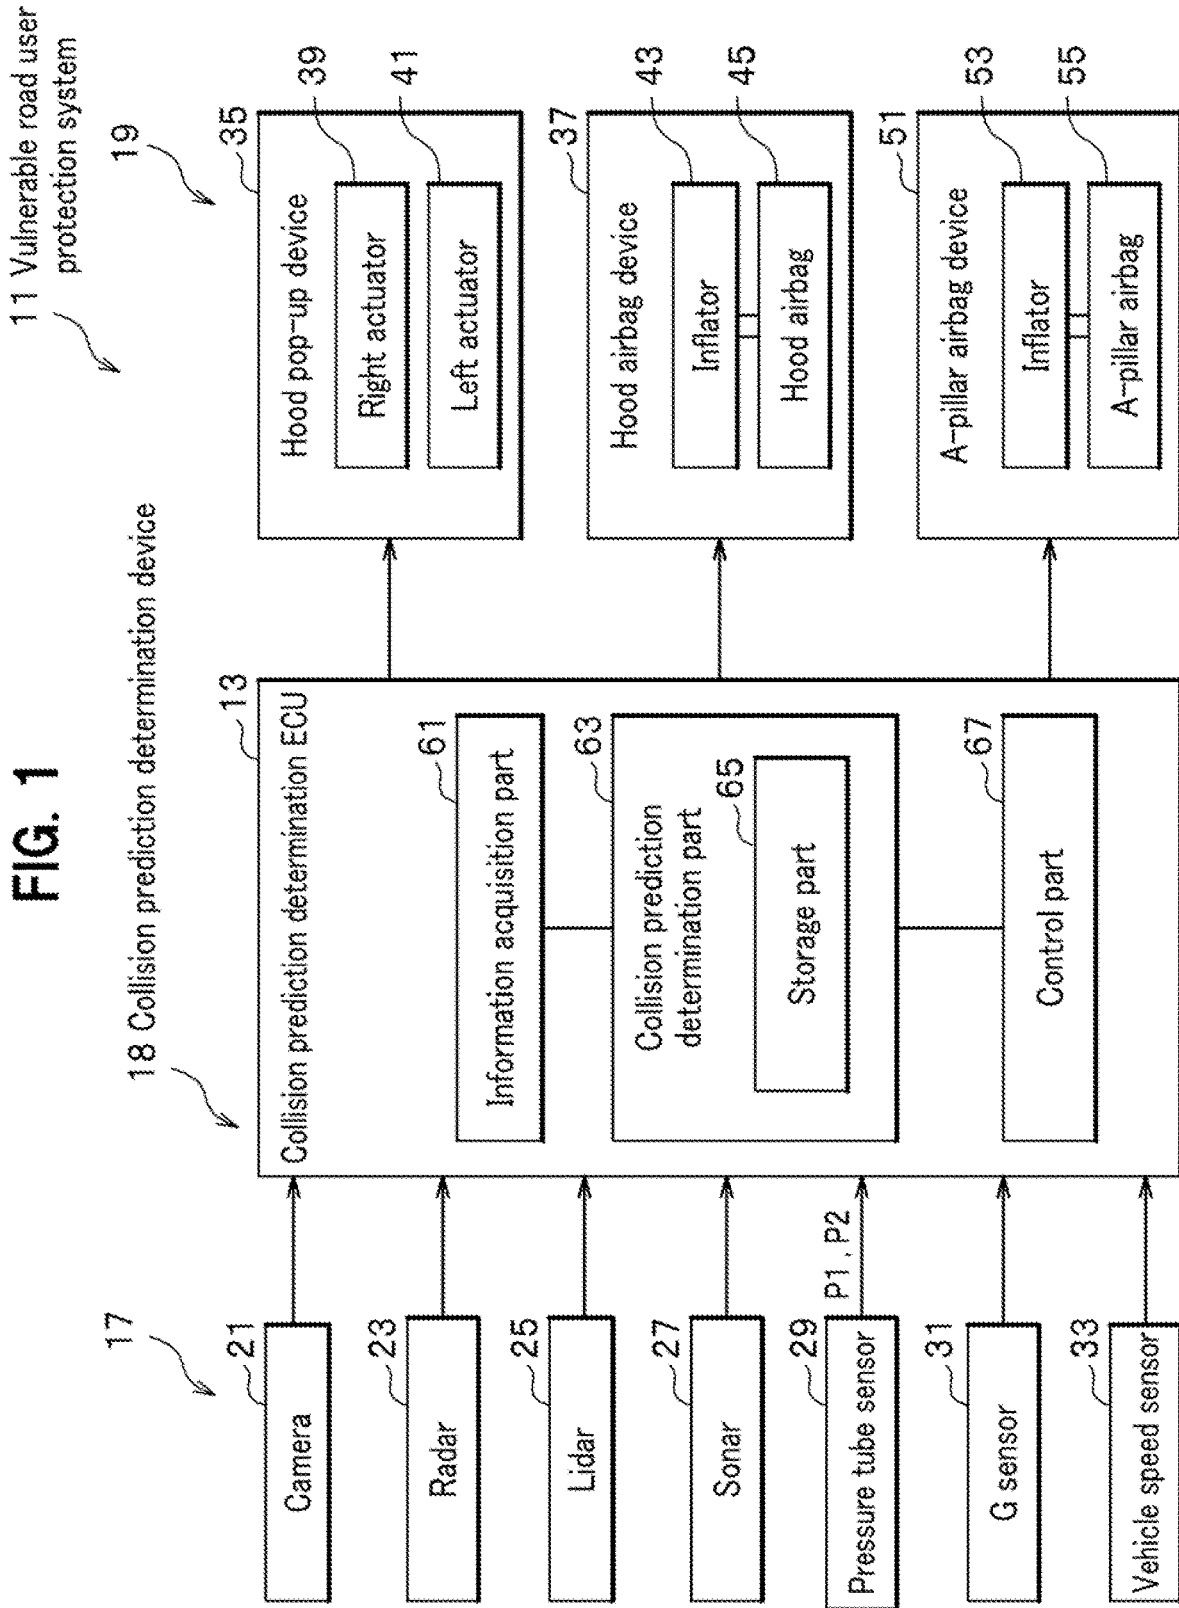 FIG. 1
11 Vulnerable road user
protection system
18 Collision prediction determination device
17
19
21
Camera
23
Radar
25
Lidar
27
Sonar
29
Pressure tube sensor
P1 , P2
31
G sensor
33
Vehicle speed sensor
13
Collision prediction determination ECU
61
Information acquisition part
63
Collision prediction
determination part
65
Storage part
67
Control part
35
Hood pop-up device
39
Right actuator
41
Left actuator
37
Hood airbag device
43
Inflator
45
Hood airbag
51
A-pillar airbag device
53
Inflator
55
A-pillar airbag